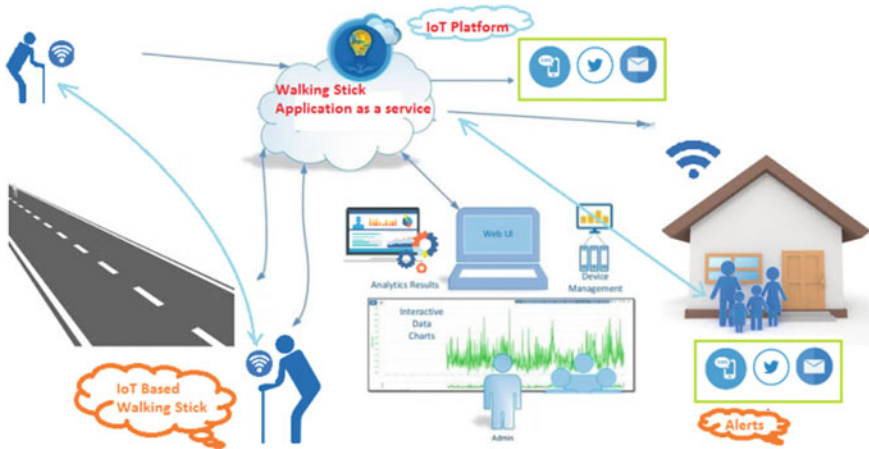 IoT Platform
Walking Stick
Application as a service
Analytics Results
Web UI
Device
Management
Interactive
Data
Charts
IoT Based
Walking Stick
Admin
Alerts